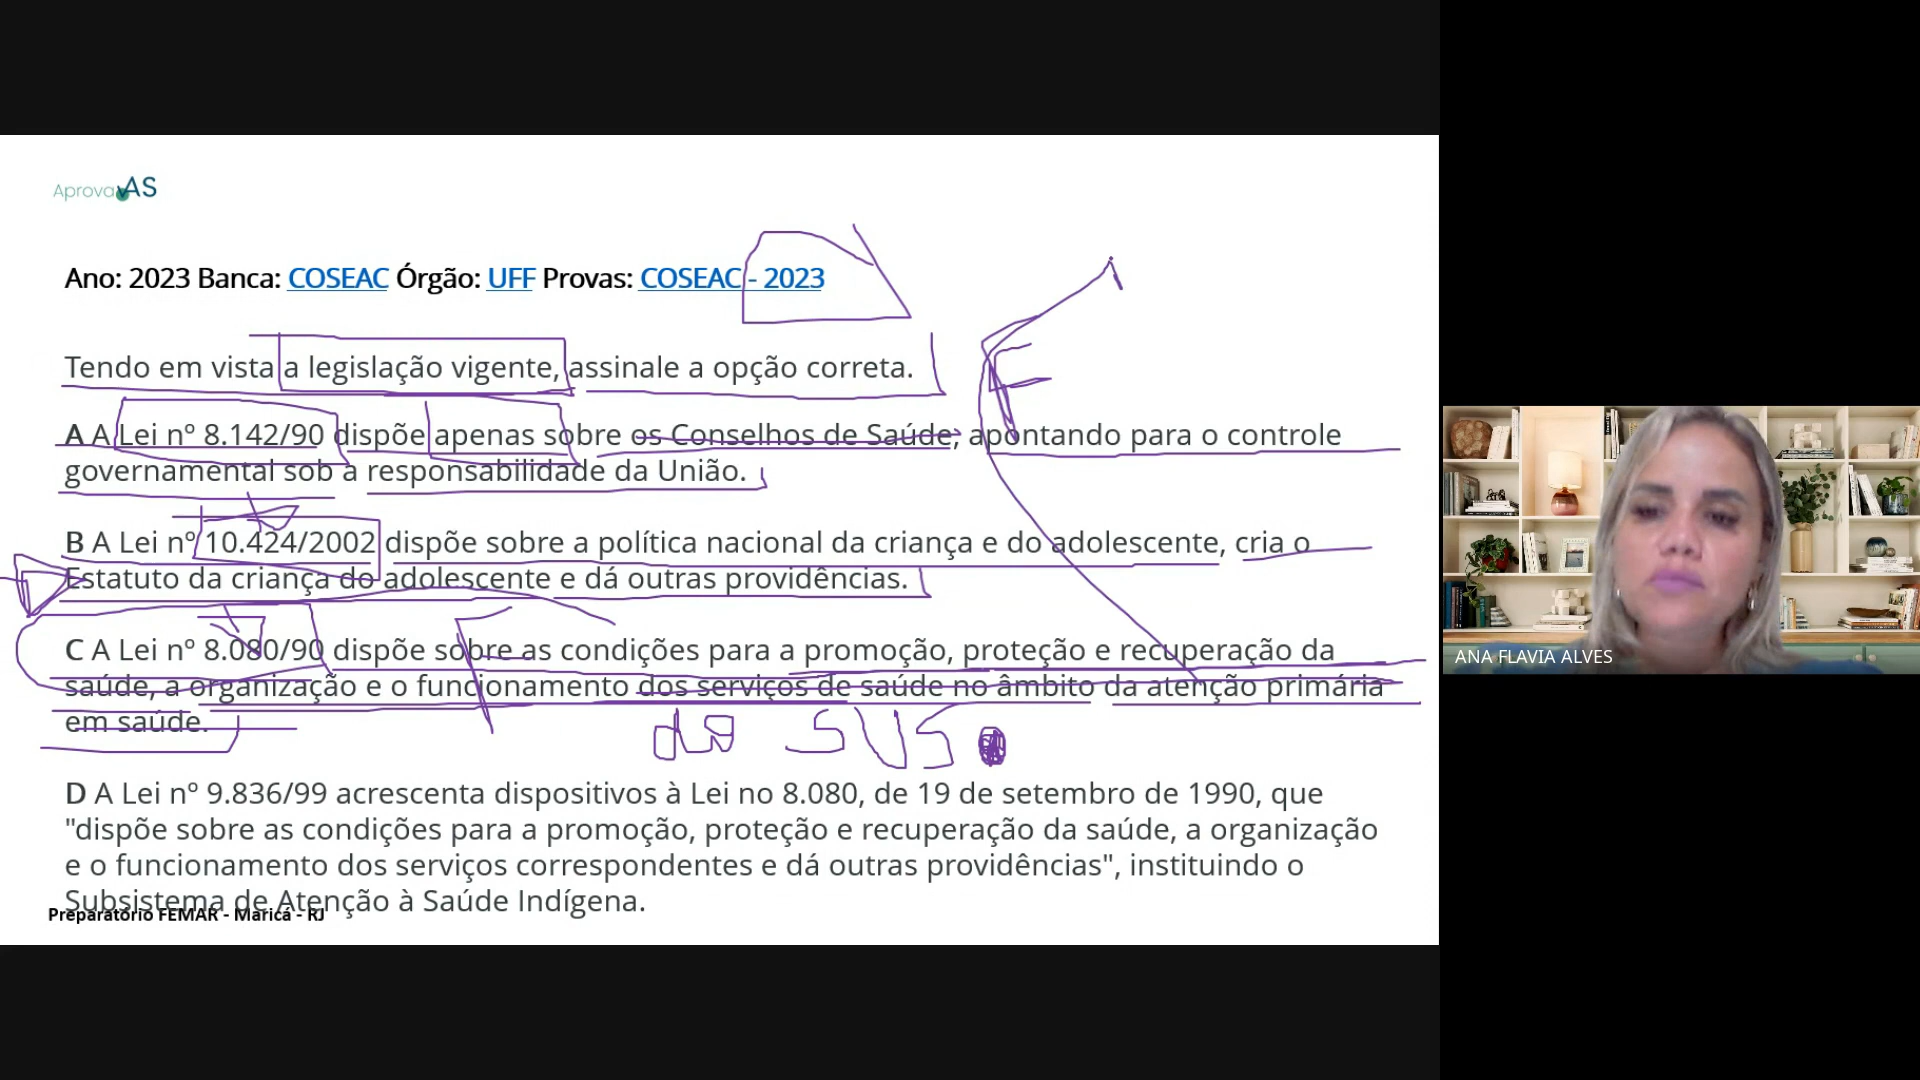 AprovaAS
Ano: 2023 Banca: COSEAC Órgão: UFF Provas: COSEAC - 2023
Tendo em vista a legislação vigente, assinale a opção correta.
A A Lei nº 8.142/90 dispõe apenas sobre os Conselhos de Saúde, apontando para o controle
governamental sob a responsabilidade da União.
B A Lei nº 10.424/2002 dispõe sobre a política nacional da criança e do adolescente, cria o
Estatuto da criança do adolescente e dá outras providências.
C A Lei nº 8.080/90 dispõe sobre as condições para a promoção, proteção e recuperação da
saúde, a organização e o funcionamento dos serviços de saúde no âmbito da atenção primária
em saúde.
do SUS
D A Lei nº 9.836/99 acrescenta dispositivos à Lei no 8.080, de 19 de setembro de 1990, que
"dispõe sobre as condições para a promoção, proteção e recuperação da saúde, a organização
e o funcionamento dos serviços correspondentes e dá outras providências", instituindo o
Subsistema de Atenção à Saúde Indígena.
Preparatório FEMAR - Maricá - RJ
ANA FLAVIA ALVES